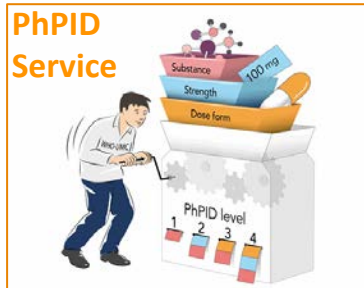 PhPID
Service
Substance
100 mg
Strength
Dose form
WHO-UMC
PhPID level
1 2 3 4